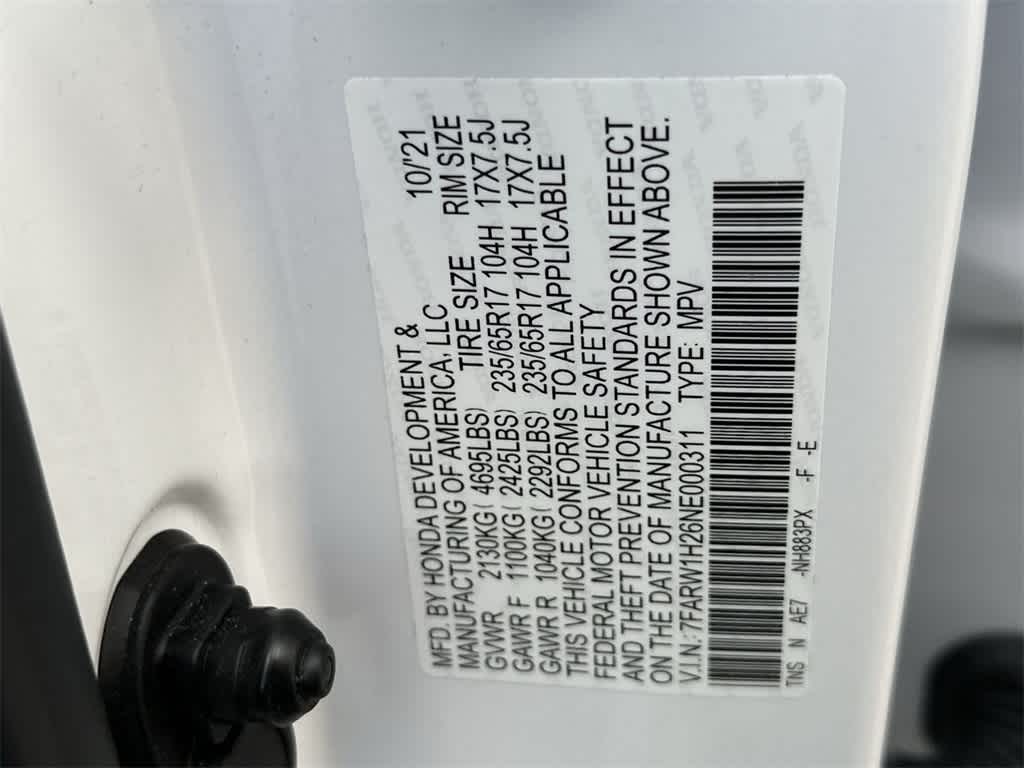 MFD. BY HONDA DEVELOPMENT &
MANUFACTURING OF AMERICA, LLC 10/'21
GVWR 2130KG( 4695LBS) TIRE SIZE RIM SIZE
GAWR F 1100KG( 2425LBS) 235/65R17 104H 17X7.5J
GAWR R 1040KG( 2292LBS) 235/65R17 104H 17X7.5J
THIS VEHICLE CONFORMS TO ALL APPLICABLE
FEDERAL MOTOR VEHICLE SAFETY
AND THEFT PREVENTION STANDARDS IN EFFECT
ON THE DATE OF MANUFACTURE SHOWN ABOVE.
V.I.N.: 7FARW1H26NE000311 TYPE: MPV
TNS N AE7 -NH883PX -F -E